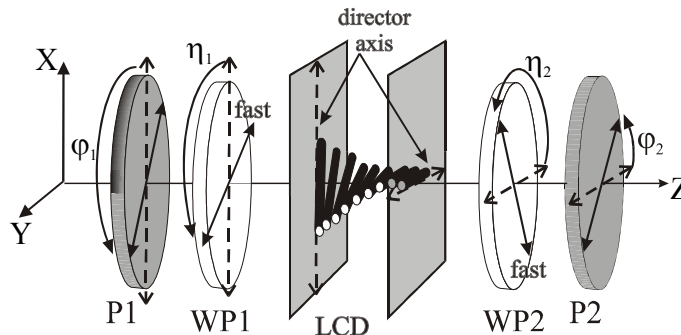 director
axis
X
η₁
η₂
fast
φ₁
φ₂
Y
Z
fast
P1
WP1
LCD
WP2
P2